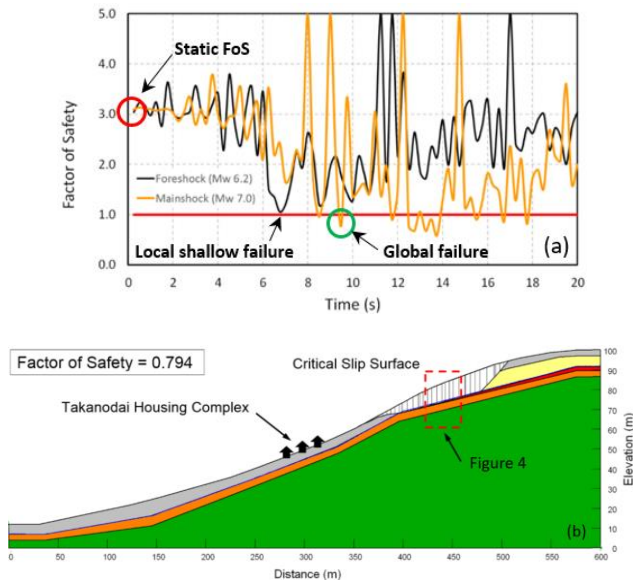 Static FoS
5.0
4.0
3.0
2.0
1.0
0.0
Factor of Safety
Foreshock (Mw 6.2)
Mainshock (Mw 7.0)
Local shallow failure
Global failure
(a)
0 2 4 6 8 10 12 14 16 18 20
Time (s)
Factor of Safety = 0.794
Critical Slip Surface
Takanodai Housing Complex
Figure 4
(b)
100
90
80
70
60
50
40
30
20
10
0
Elevation (m)
0 50 100 150 200 250 300 350 400 450 500 550 600
Distance (m)